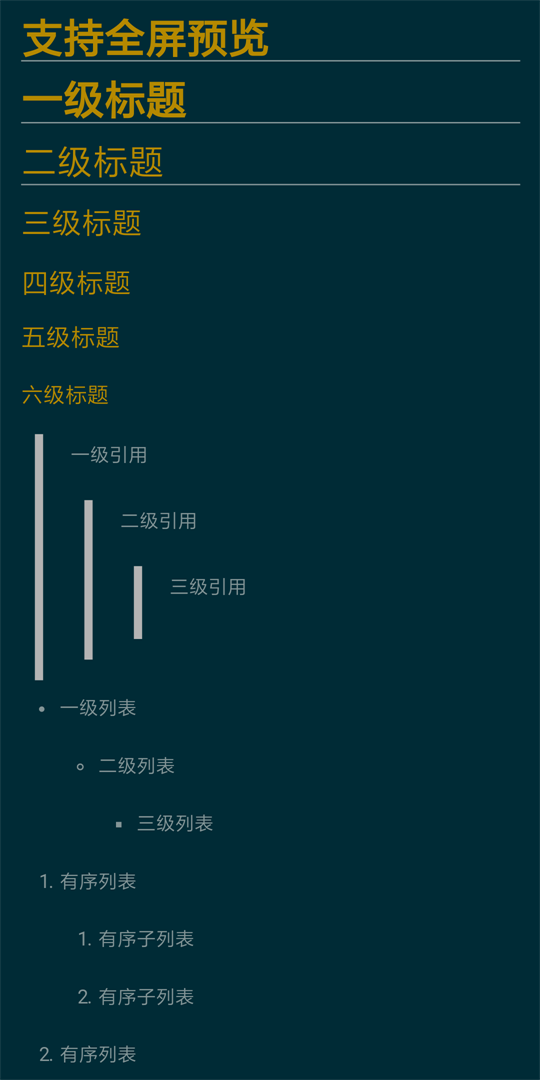 支持全屏预览
一级标题
二级标题
三级标题
四级标题
五级标题
六级标题
一级引用
二级引用
三级引用
• 一级列表
◦ 二级列表
▪ 三级列表
1. 有序列表
1. 有序子列表
2. 有序子列表
2. 有序列表